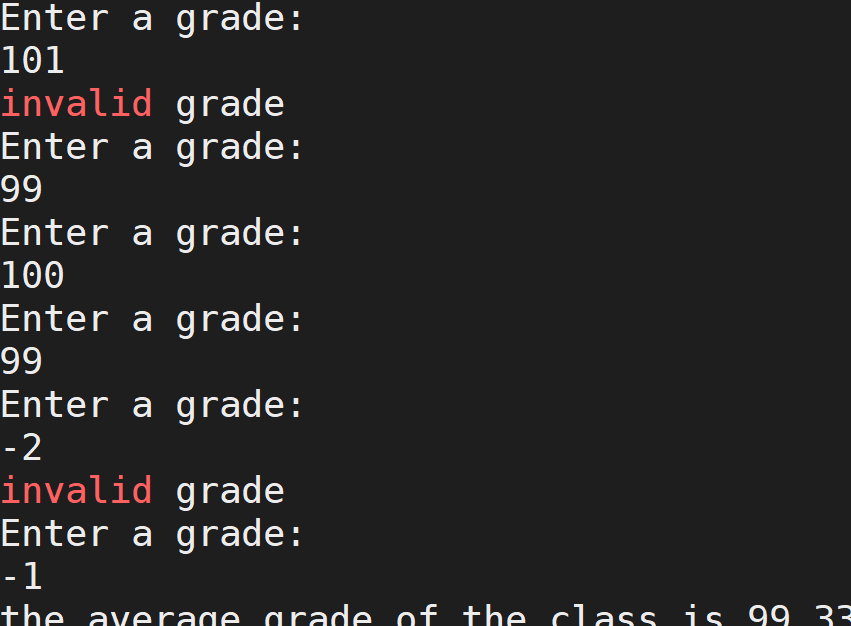 Enter a grade:
101
invalid grade
Enter a grade:
99
Enter a grade:
100
Enter a grade:
99
Enter a grade:
-2
invalid grade
Enter a grade:
-1
the average grade of the class is 99.33